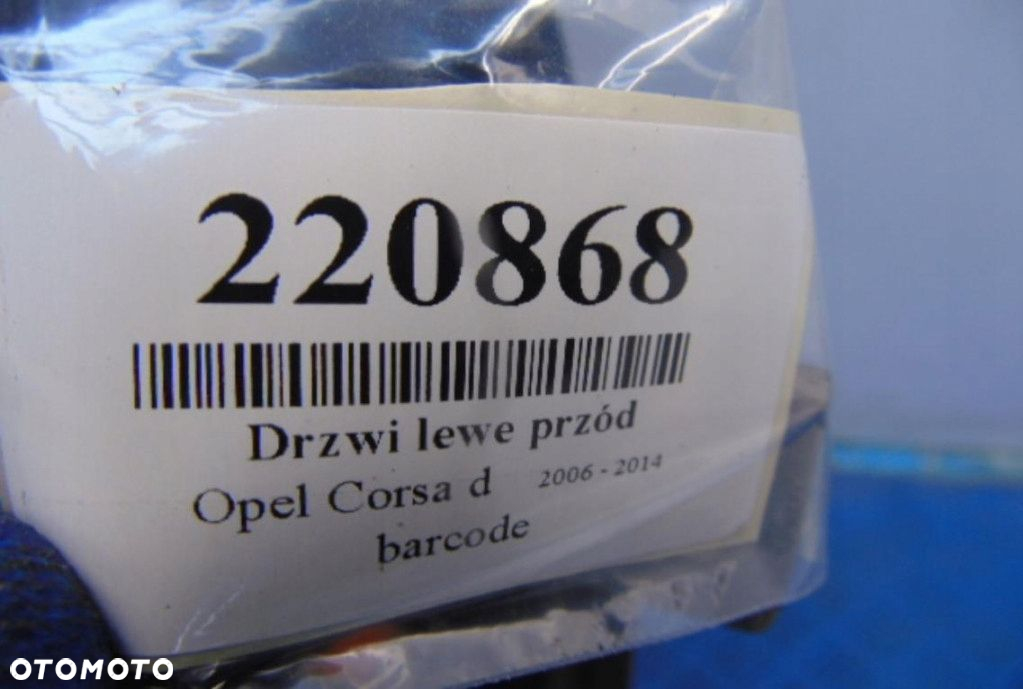 220868
Drzwi lewe przód
Opel Corsa d 2006 - 2014
barcode
OTOMOTO